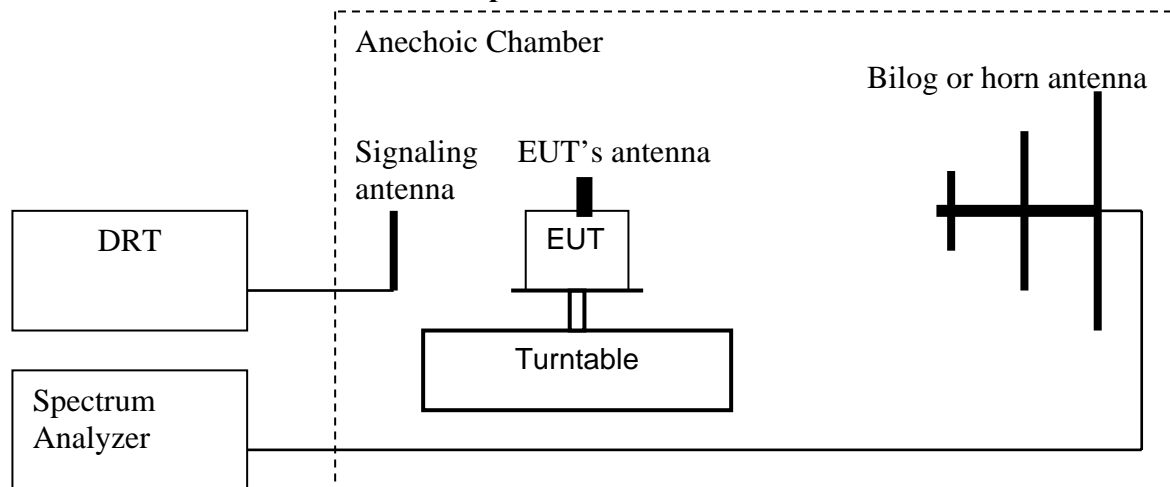 Anechoic Chamber
Bilog or horn antenna
Signaling
antenna
EUT’s antenna
DRT
EUT
Turntable
Spectrum
Analyzer